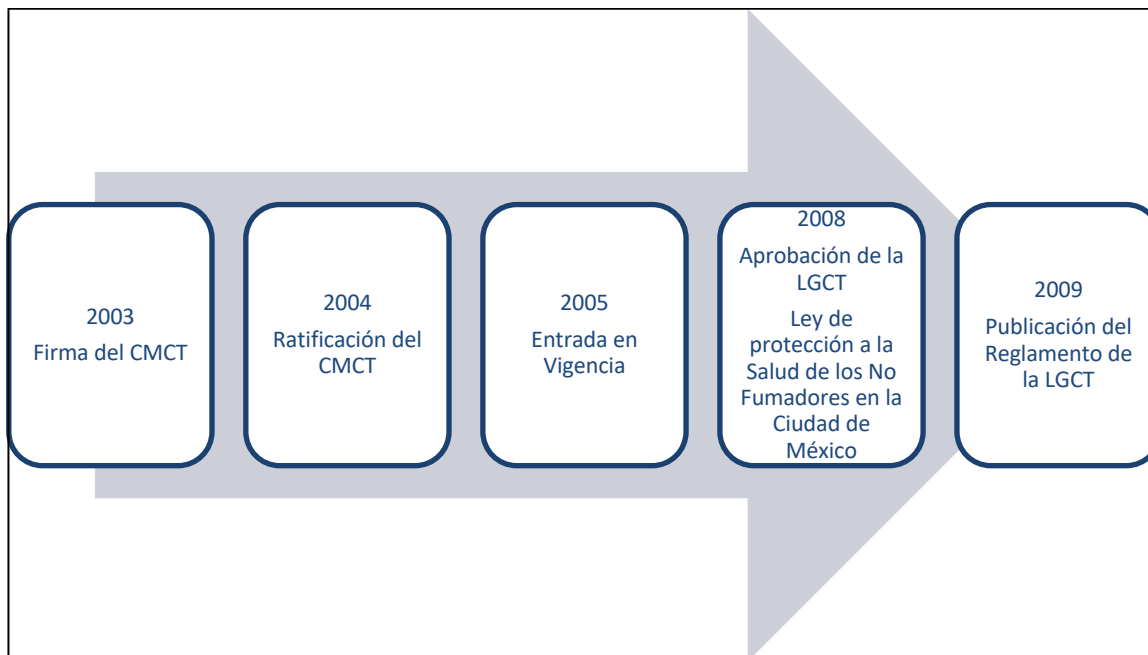 2003
Firma del CMCT
2004
Ratificación del
CMCT
2005
Entrada en
Vigencia
2008
Aprobación de la
LGCT
Ley de
protección a la
Salud de los No
Fumadores en la
Ciudad de
México
2009
Publicación del
Reglamento de
la LGCT